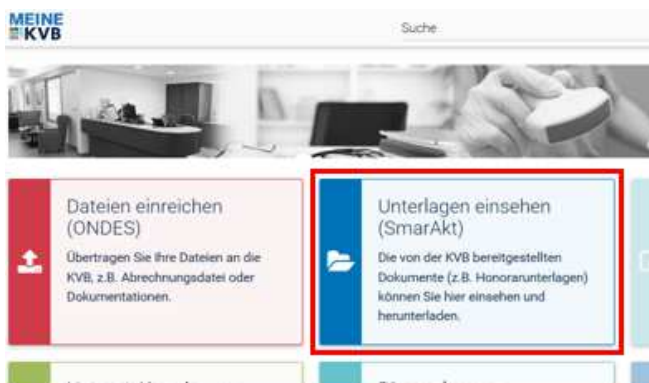 MEINE
KVB
Suche
Dateien einreichen
(ONDES)
Übertragen Sie Ihre Dateien an die
KVB, z.B. Abrechnungsdatei oder
Dokumentationen.
Unterlagen einsehen
(SmarAkt)
Die von der KVB bereitgestellten
Dokumente (z.B. Honorarunterlagen)
können Sie hier einsehen und
herunterladen.